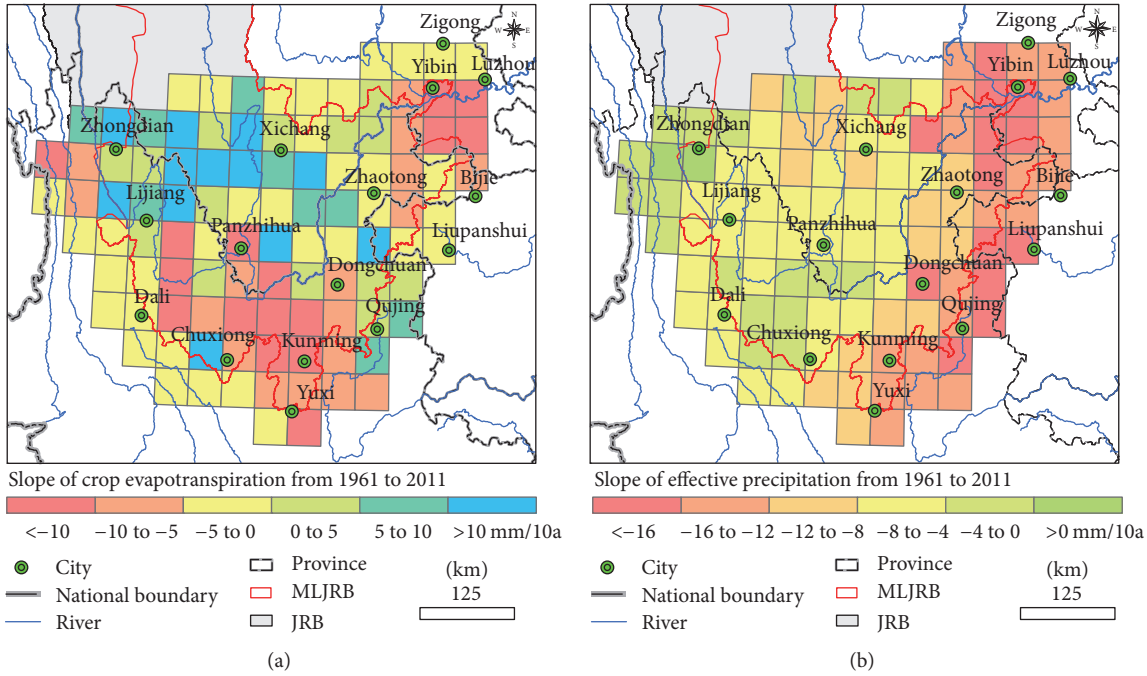 Zigong
N
W E
S
Luzhou
Yibin
Zhongdian
Xichang
Zhaotong
Bijie
Lijiang
Panzhihua
Liupanshui
Dongchuan
Dali
Qujing
Chuxiong
Kunming
Yuxi
Slope of crop evapotranspiration from 1961 to 2011
<−10 −10 to −5 −5 to 0 0 to 5 5 to 10 >10 mm/10a
City Province (km)
National boundary MLJRB 125
River JRB
(a)
Zigong
N
W E
S
Luzhou
Yibin
Zhongdian
Xichang
Zhaotong
Bijie
Lijiang
Panzhihua
Liupanshui
Dongchuan
Dali
Qujing
Chuxiong
Kunming
Yuxi
Slope of effective precipitation from 1961 to 2011
<−16 −16 to −12 −12 to −8 −8 to −4 −4 to 0 >0 mm/10a
City Province (km)
National boundary MLJRB 125
River JRB
(b)